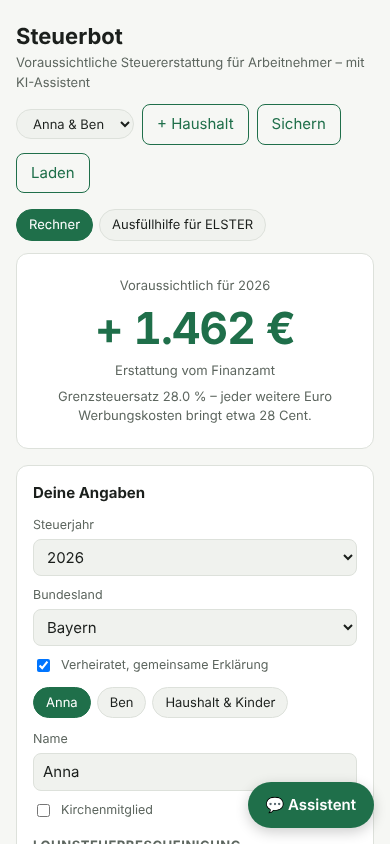 Steuerbot
Voraussichtliche Steuererstattung für Arbeitnehmer – mit
KI-Assistent
Anna & Ben
+ Haushalt
Sichern
Laden
Rechner
Ausfüllhilfe für ELSTER
Voraussichtlich für 2026
+ 1.462 €
Erstattung vom Finanzamt
Grenzsteuersatz 28.0 % – jeder weitere Euro
Werbungskosten bringt etwa 28 Cent.
Deine Angaben
Steuerjahr
2026
Bundesland
Bayern
Verheiratet, gemeinsame Erklärung
Anna
Ben
Haushalt & Kinder
Name
Anna
Kirchenmitglied
💬 Assistent
LOHNSTEUERBESCHEINIGUNG